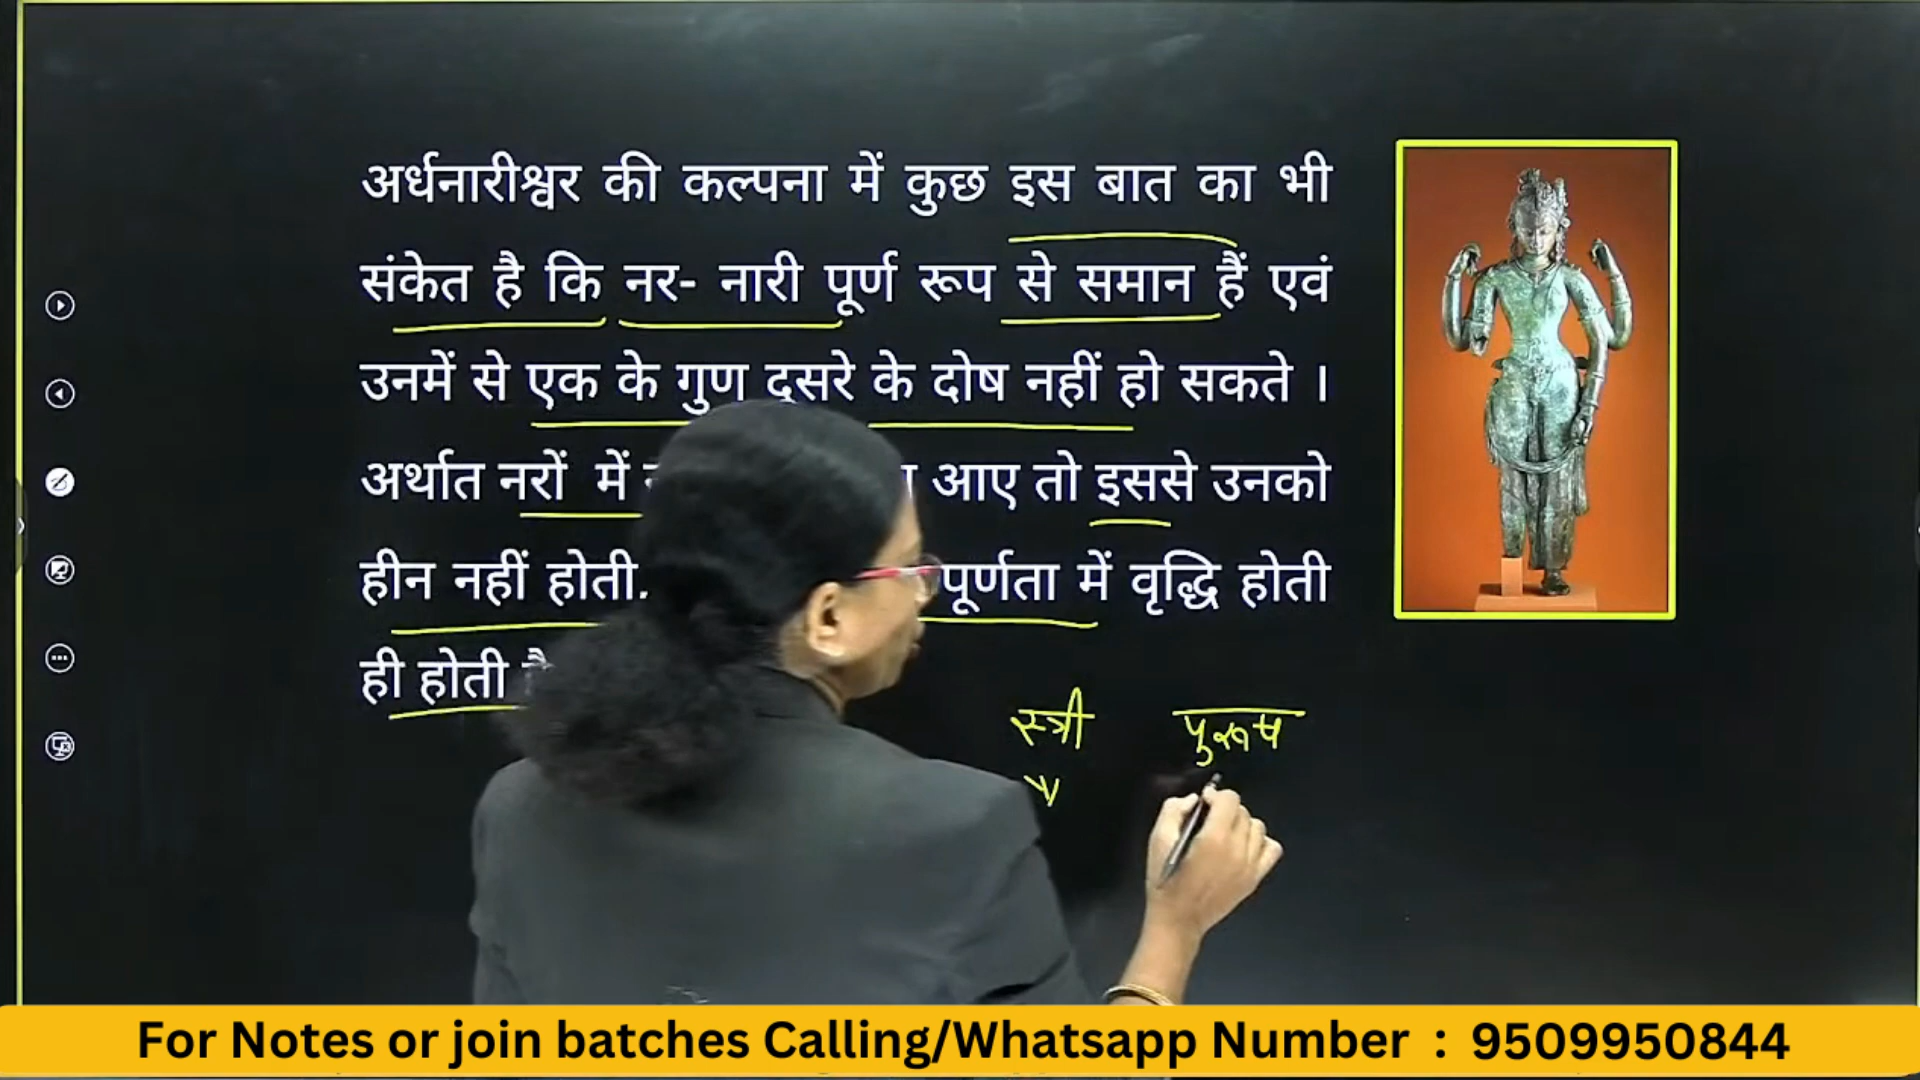 अर्धनारीश्वर की कल्पना में कुछ इस बात का भी
संकेत है कि नर- नारी पूर्ण रूप से समान हैं एवं
उनमें से एक के गुण दूसरे के दोष नहीं हो सकते ।
अर्थात नरों में आए तो इससे उनको
हीन नहीं होती. पूर्णता में वृद्धि होती
ही होती
स्त्री पुरूष
For Notes or join batches Calling/Whatsapp Number : 9509950844